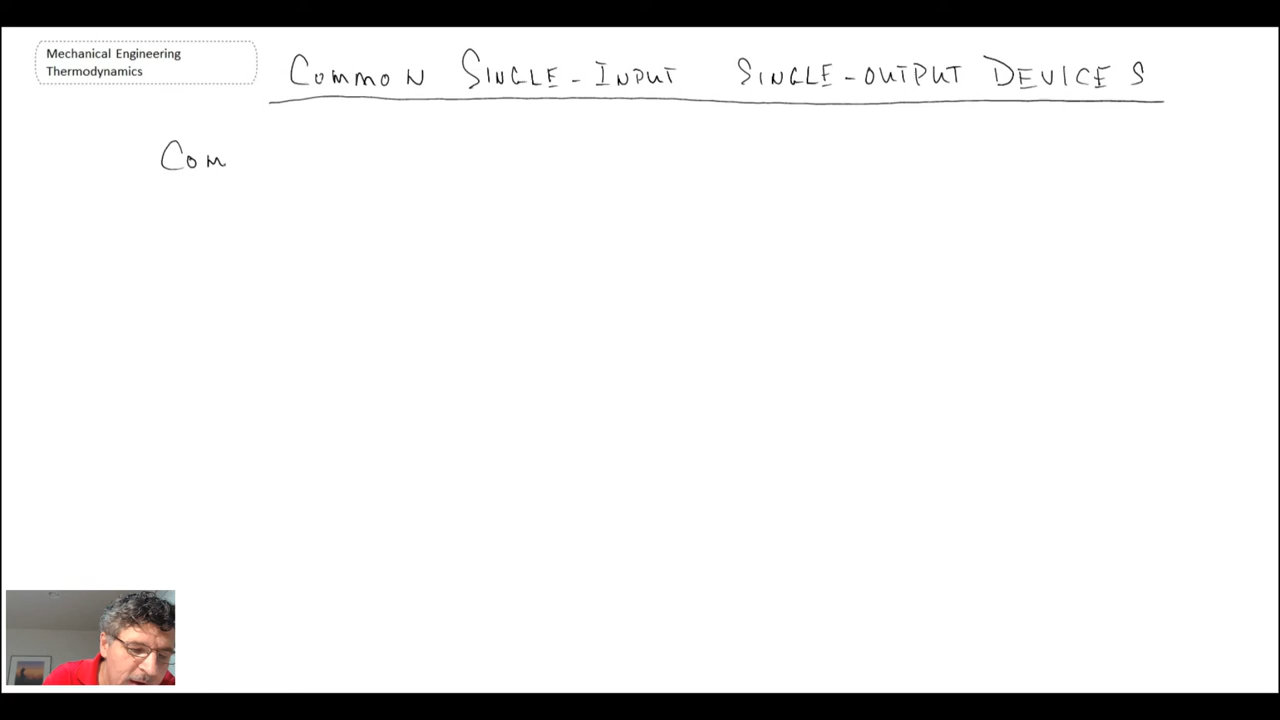 Mechanical Engineering
Thermodynamics
COMMON SINGLE-INPUT SINGLE-OUTPUT DEVICES
Com